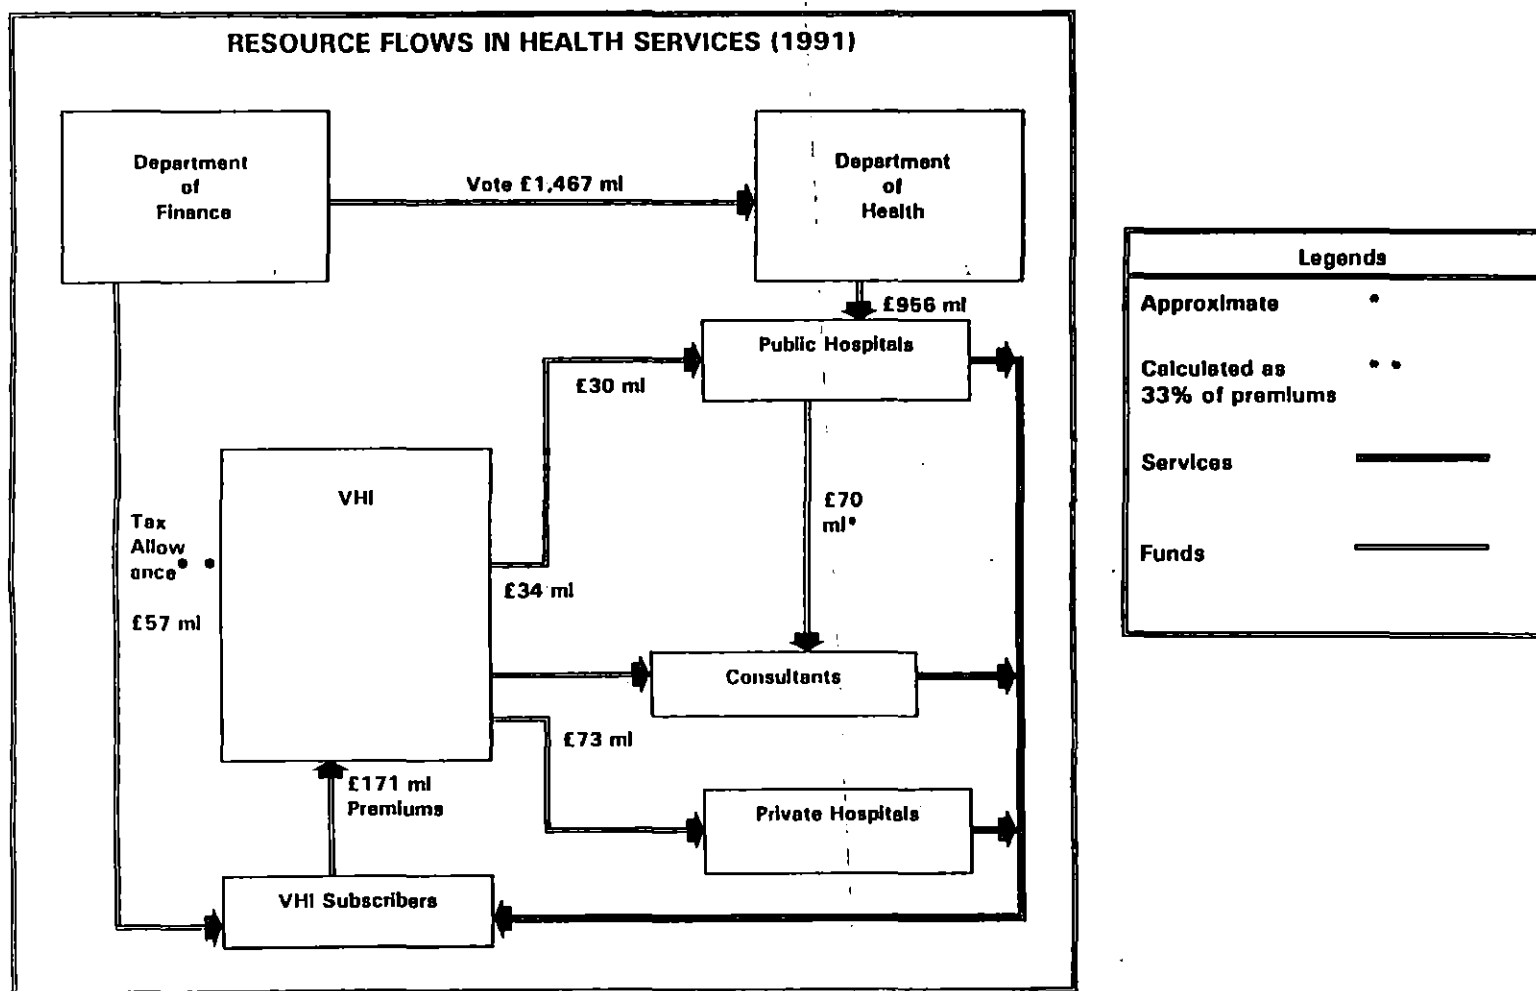 RESOURCE FLOWS IN HEALTH SERVICES (1991)
Department
of
Finance
Vote £1,467 ml
Department
of
Health
£956 ml
Public Hospitals
£30 ml
VHI
£70
ml*
Tax
Allow
ance* *
£57 ml
£34 ml
Consultants
£73 ml
£171 ml
Premiums
Private Hospitals
VHI Subscribers
Legends
Approximate *
Calculated as * *
33% of premiums
Services
Funds